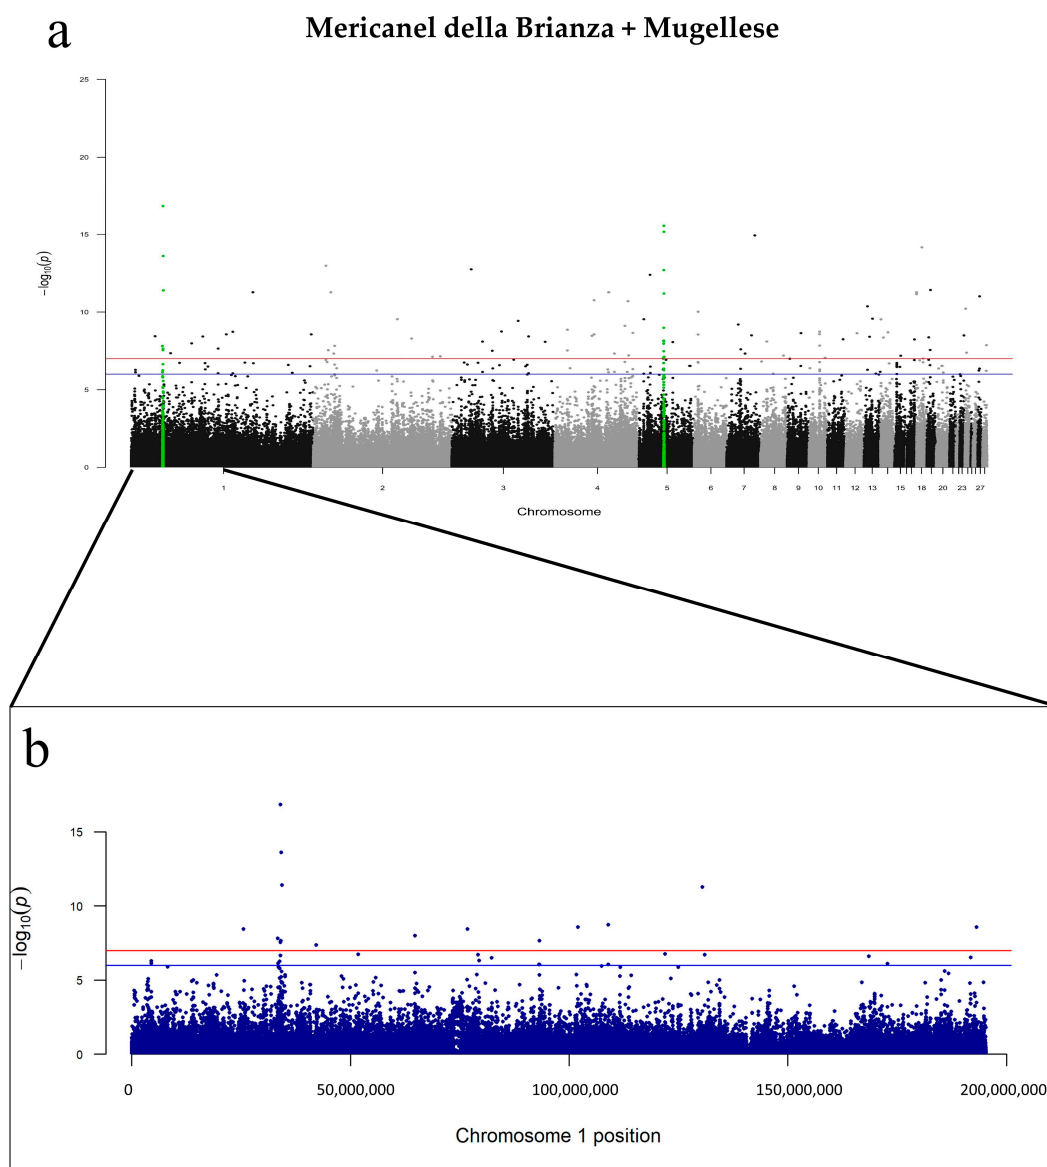 a
Mericanel della Brianza + Mugellese
25
20
15
10
5
0
−log10(p)
1 2 3 4 5 6 7 8 9 10 11 12 13 15 18 20 23 27
Chromosome
b
15
10
5
0
−log10(p)
0 50,000,000 100,000,000 150,000,000 200,000,000
Chromosome 1 position